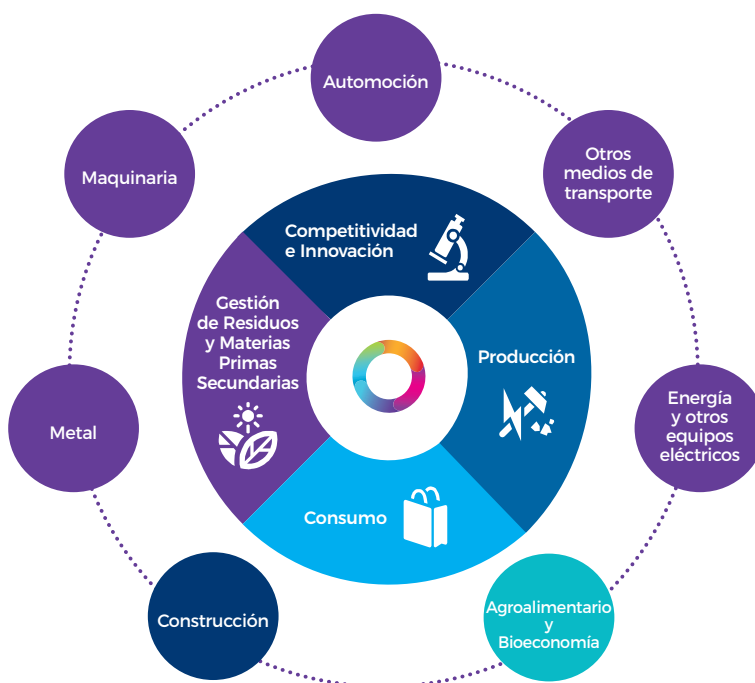 Automoción
Otros
medios de
transporte
Maquinaria
Competitividad
e Innovación
Gestión
de Residuos
y Materias
Primas
Secundarias
Producción
Energía
y otros
equipos
eléctricos
Metal
Consumo
Construcción
Agroalimentario
y
Bioeconomía